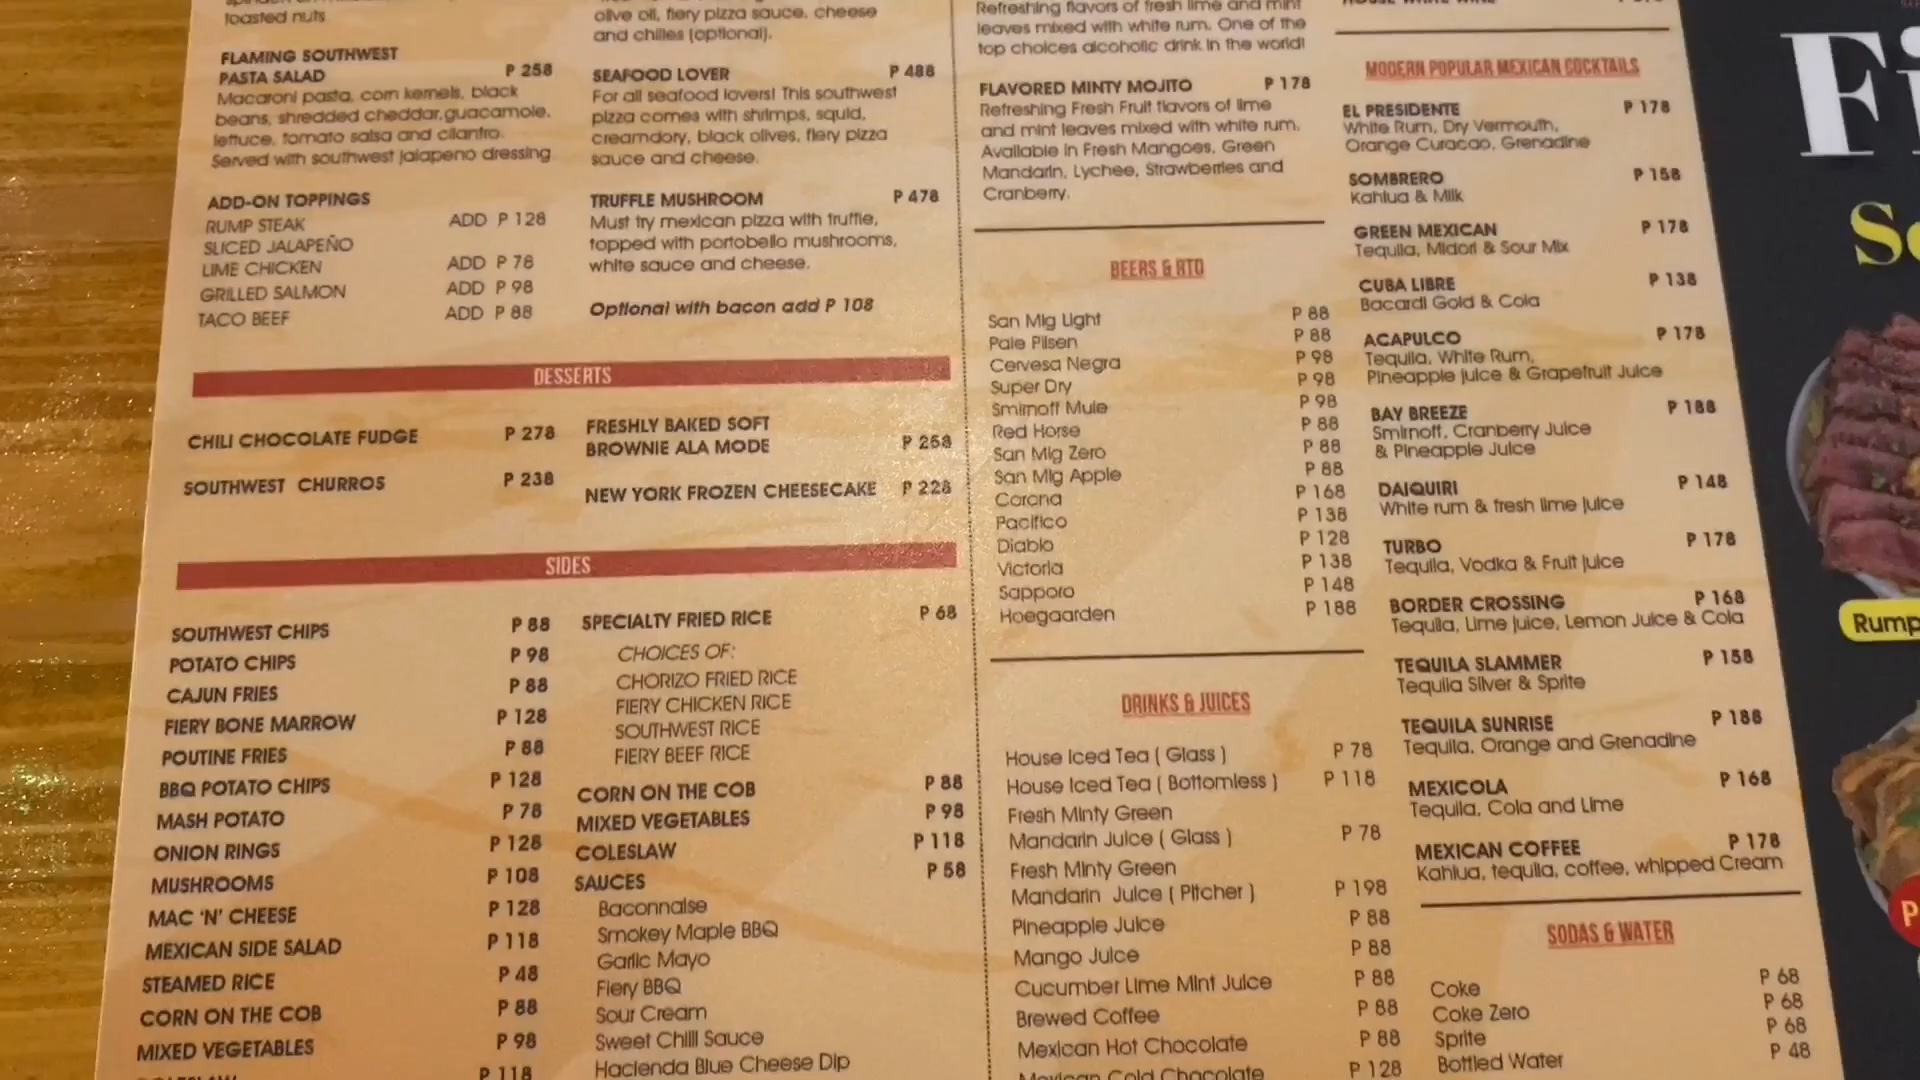 toasted nuts
FLAMING SOUTHWEST
PASTA SALAD P 258
Macaroni pasta, corn kernels, black
beans, shredded cheddar,guacamole,
lettuce, tomato salsa and cilantro.
Served with southwest jalapeno dressing
ADD-ON TOPPINGS
RUMP STEAK ADD P 128
SLICED JALAPEÑO
LIME CHICKEN ADD P 78
GRILLED SALMON ADD P 98
TACO BEEF ADD P 88
olive oil, fiery pizza sauce, cheese
and chilles (optional).
SEAFOOD LOVER P 488
For all seafood lovers! This southwest
pizza comes with shrimps, squid,
creamdory, black olives, fiery pizza
sauce and cheese.
TRUFFLE MUSHROOM P 478
Must try mexican pizza with truffle,
topped with portobello mushrooms,
white sauce and cheese.
Optional with bacon add P 108
DESSERTS
CHILI CHOCOLATE FUDGE P 278
SOUTHWEST CHURROS P 238
FRESHLY BAKED SOFT
BROWNIE ALA MODE P 258
NEW YORK FROZEN CHEESECAKE P 228
SIDES
SOUTHWEST CHIPS P 88
POTATO CHIPS P 98
CAJUN FRIES P 88
FIERY BONE MARROW P 128
POUTINE FRIES P 88
BBQ POTATO CHIPS P 128
MASH POTATO P 78
ONION RINGS P 128
MUSHROOMS P 108
MAC 'N' CHEESE P 128
MEXICAN SIDE SALAD P 118
STEAMED RICE P 48
CORN ON THE COB P 88
MIXED VEGETABLES P 98
P 118
SPECIALTY FRIED RICE P 68
CHOICES OF:
CHORIZO FRIED RICE
FIERY CHICKEN RICE
SOUTHWEST RICE
FIERY BEEF RICE
CORN ON THE COB P 88
MIXED VEGETABLES P 98
COLESLAW P 118
SAUCES P 58
Baconnaise
Smokey Maple BBQ
Garlic Mayo
Fiery BBQ
Sour Cream
Sweet Chilli Sauce
Hacienda Blue Cheese Dip
Refreshing flavors of fresh lime and mint
leaves mixed with white rum. One of the
top choices alcoholic drink in the world!
FLAVORED MINTY MOJITO P 178
Refreshing Fresh Fruit flavors of lime
and mint leaves mixed with white rum.
Available in Fresh Mangoes, Green
Mandarin, Lychee, Strawberries and
Cranberry.
BEERS & RTD
San Mig Light P 88
Pale Pilsen P 88
Cervesa Negra P 98
Super Dry P 98
Smirnoff Mule P 98
Red Horse P 88
San Mig Zero P 88
San Mig Apple P 88
Corona P 168
Pacifico P 138
Diablo P 128
Victoria P 138
Sapporo P 148
Hoegaarden P 188
DRINKS & JUICES
House Iced Tea ( Glass ) P 78
House Iced Tea ( Bottomless ) P 118
Fresh Minty Green
Mandarin Juice ( Glass ) P 78
Fresh Minty Green
Mandarin Juice ( Pitcher ) P 198
Pineapple Juice P 88
Mango Juice P 88
Cucumber Lime Mint Juice P 88
Brewed Coffee P 88
Mexican Hot Chocolate P 88
Mexican Cold Chocolate P 128
MODERN POPULAR MEXICAN COCKTAILS
EL PRESIDENTE P 178
White Rum, Dry Vermouth,
Orange Curacao, Grenadine
SOMBRERO P 158
Kahlua & Milk
GREEN MEXICAN P 178
Tequila, Midori & Sour Mix
CUBA LIBRE P 138
Bacardi Gold & Cola
ACAPULCO P 178
Tequila, White Rum,
Pineapple juice & Grapefruit Juice
BAY BREEZE P 188
Smirnoff, Cranberry Juice
& Pineapple Juice
DAIQUIRI P 148
White rum & fresh lime juice
TURBO P 178
Tequila, Vodka & Fruit juice
BORDER CROSSING P 168
Tequila, Lime juice, Lemon Juice & Cola
TEQUILA SLAMMER P 158
Tequila Silver & Sprite
TEQUILA SUNRISE P 188
Tequila, Orange and Grenadine
MEXICOLA P 168
Tequila, Cola and Lime
MEXICAN COFFEE P 178
Kahlua, tequila, coffee, whipped Cream
SODAS & WATER
Coke P 68
Coke Zero P 68
Sprite P 68
Bottled Water P 48
Fi
So
Rump
P